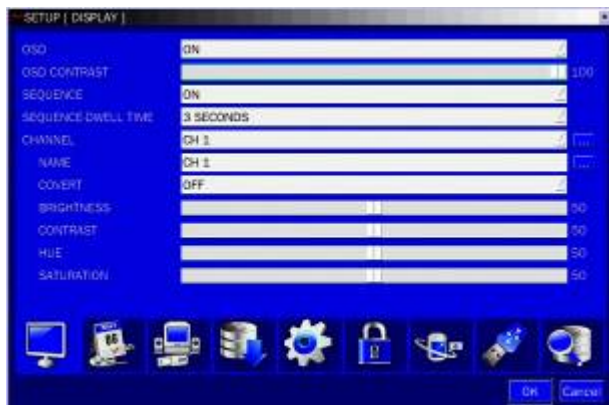 SETUP [ DISPLAY ]
OSD ON
OSD CONTRAST 100
SEQUENCE ON
SEQUENCE DWELL TIME 3 SECONDS
CHANNEL CH 1 ...
NAME CH 1 ...
COVERT OFF
BRIGHTNESS 50
CONTRAST 50
HUE 50
SATURATION 50
OK Cancel